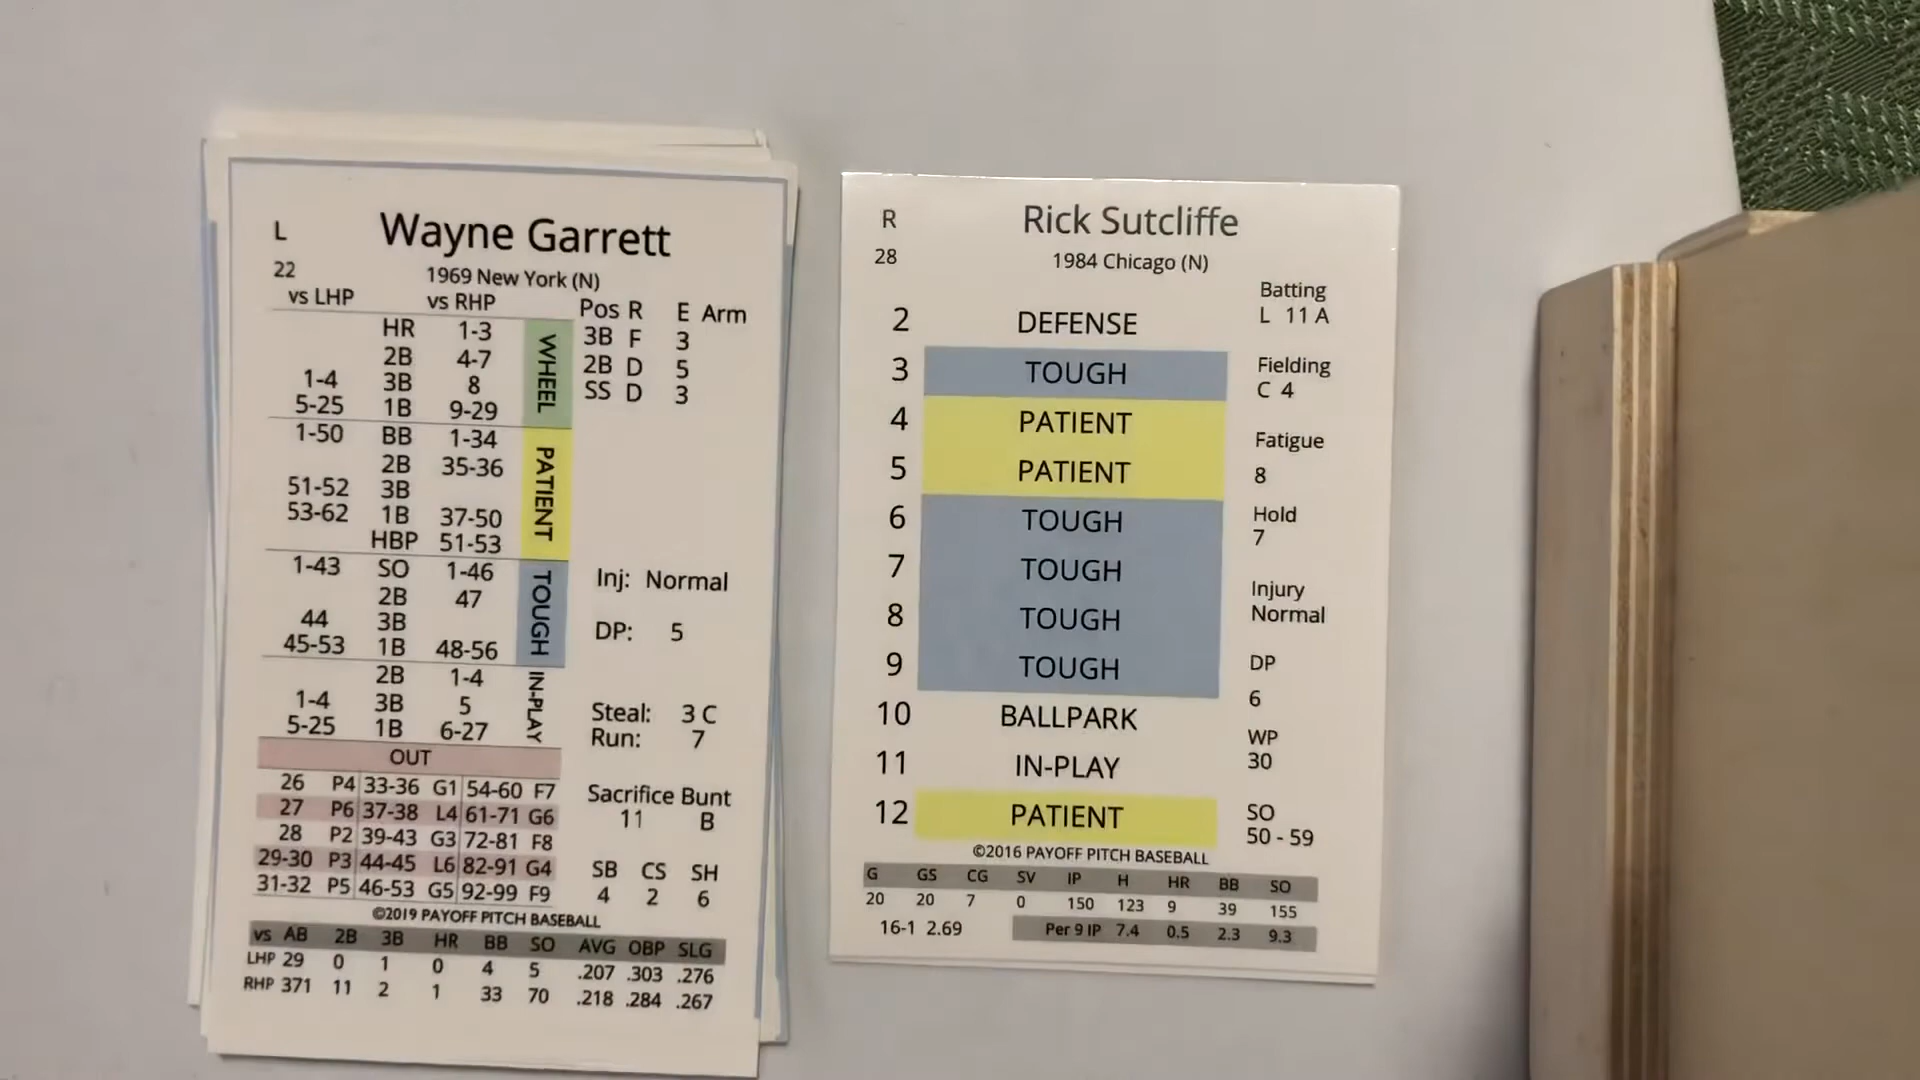 L Wayne Garrett
22 1969 New York (N)
vs LHP vs RHP Pos R E Arm
HR 1-3 3B F 3
2B 4-7 2B D 5
1-4 3B 8 SS D 3
5-25 1B 9-29
WHEEL
1-50 BB 1-34
2B 35-36
51-52 3B
53-62 1B 37-50
HBP 51-53
PATIENT
1-43 SO 1-46 Inj: Normal
2B 47
44 3B DP: 5
45-53 1B 48-56
TOUGH
2B 1-4
1-4 3B 5 Steal: 3 C
5-25 1B 6-27 Run: 7
IN-PLAY
OUT
26 P4 33-36 G1 54-60 F7 Sacrifice Bunt
27 P6 37-38 L4 61-71 G6 11 B
28 P2 39-43 G3 72-81 F8
29-30 P3 44-45 L6 82-91 G4 SB CS SH
31-32 P5 46-53 G5 92-99 F9 4 2 6
©2019 PAYOFF PITCH BASEBALL
vs AB 2B 3B HR BB SO AVG OBP SLG
LHP 29 0 1 0 4 5 .207 .303 .276
RHP 371 11 2 1 33 70 .218 .284 .267
R Rick Sutcliffe
28 1984 Chicago (N)
Batting
L 11 A
2 DEFENSE
3 TOUGH
Fielding
C 4
4 PATIENT
Fatigue
5 PATIENT
8
6 TOUGH
Hold
7
7 TOUGH
Injury
Normal
8 TOUGH
9 TOUGH
DP
6
10 BALLPARK
WP
30
11 IN-PLAY
12 PATIENT
SO
50 - 59
©2016 PAYOFF PITCH BASEBALL
G GS CG SV IP H HR BB SO
20 20 7 0 150 123 9 39 155
16-1 2.69 Per 9 IP 7.4 0.5 2.3 9.3